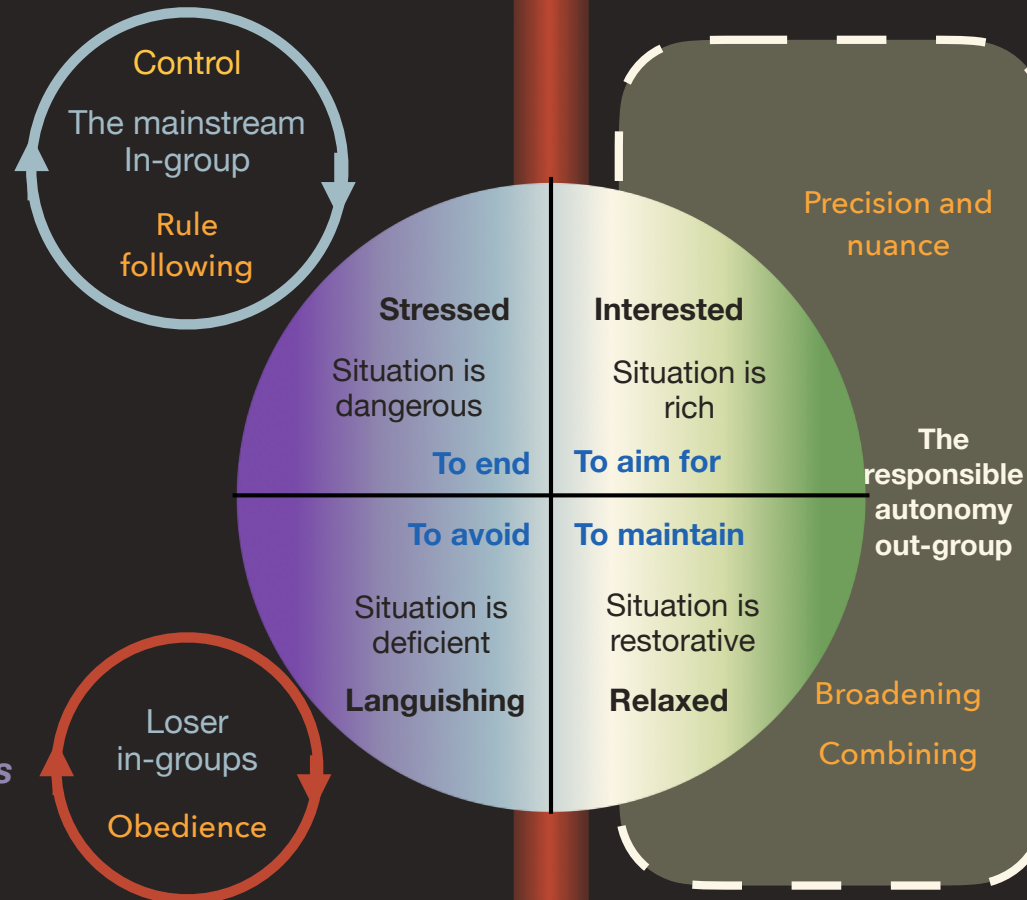 Control
The mainstream
In-group
Rule
following
Precision and
nuance
Stressed
Situation is
dangerous
To end
Interested
Situation is
rich
To aim for
The
responsible
autonomy
out-group
To avoid
Situation is
deficient
Languishing
To maintain
Situation is
restorative
Relaxed
Broadening
Combining
Loser
in-groups
Obedience
s